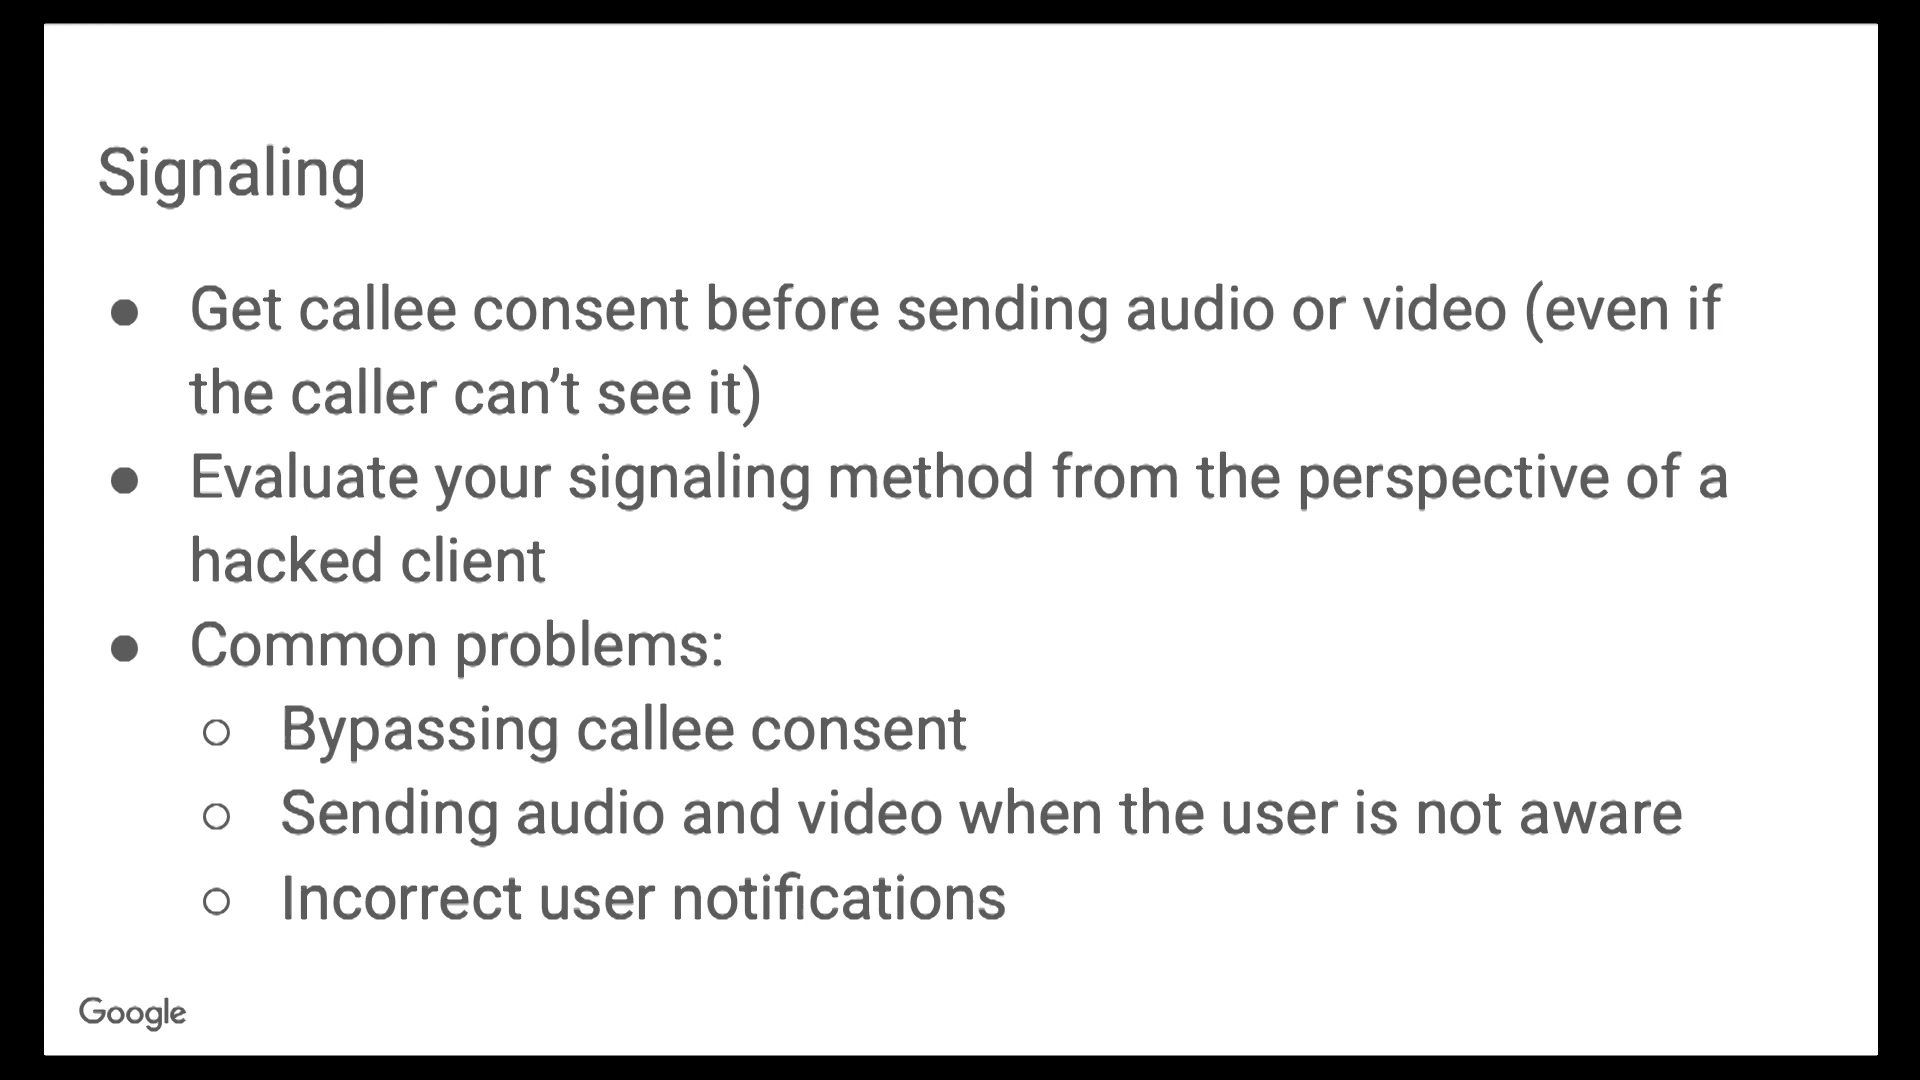 Signaling
● Get callee consent before sending audio or video (even if
the caller can’t see it)
● Evaluate your signaling method from the perspective of a
hacked client
● Common problems:
○ Bypassing callee consent
○ Sending audio and video when the user is not aware
○ Incorrect user notifications
Google